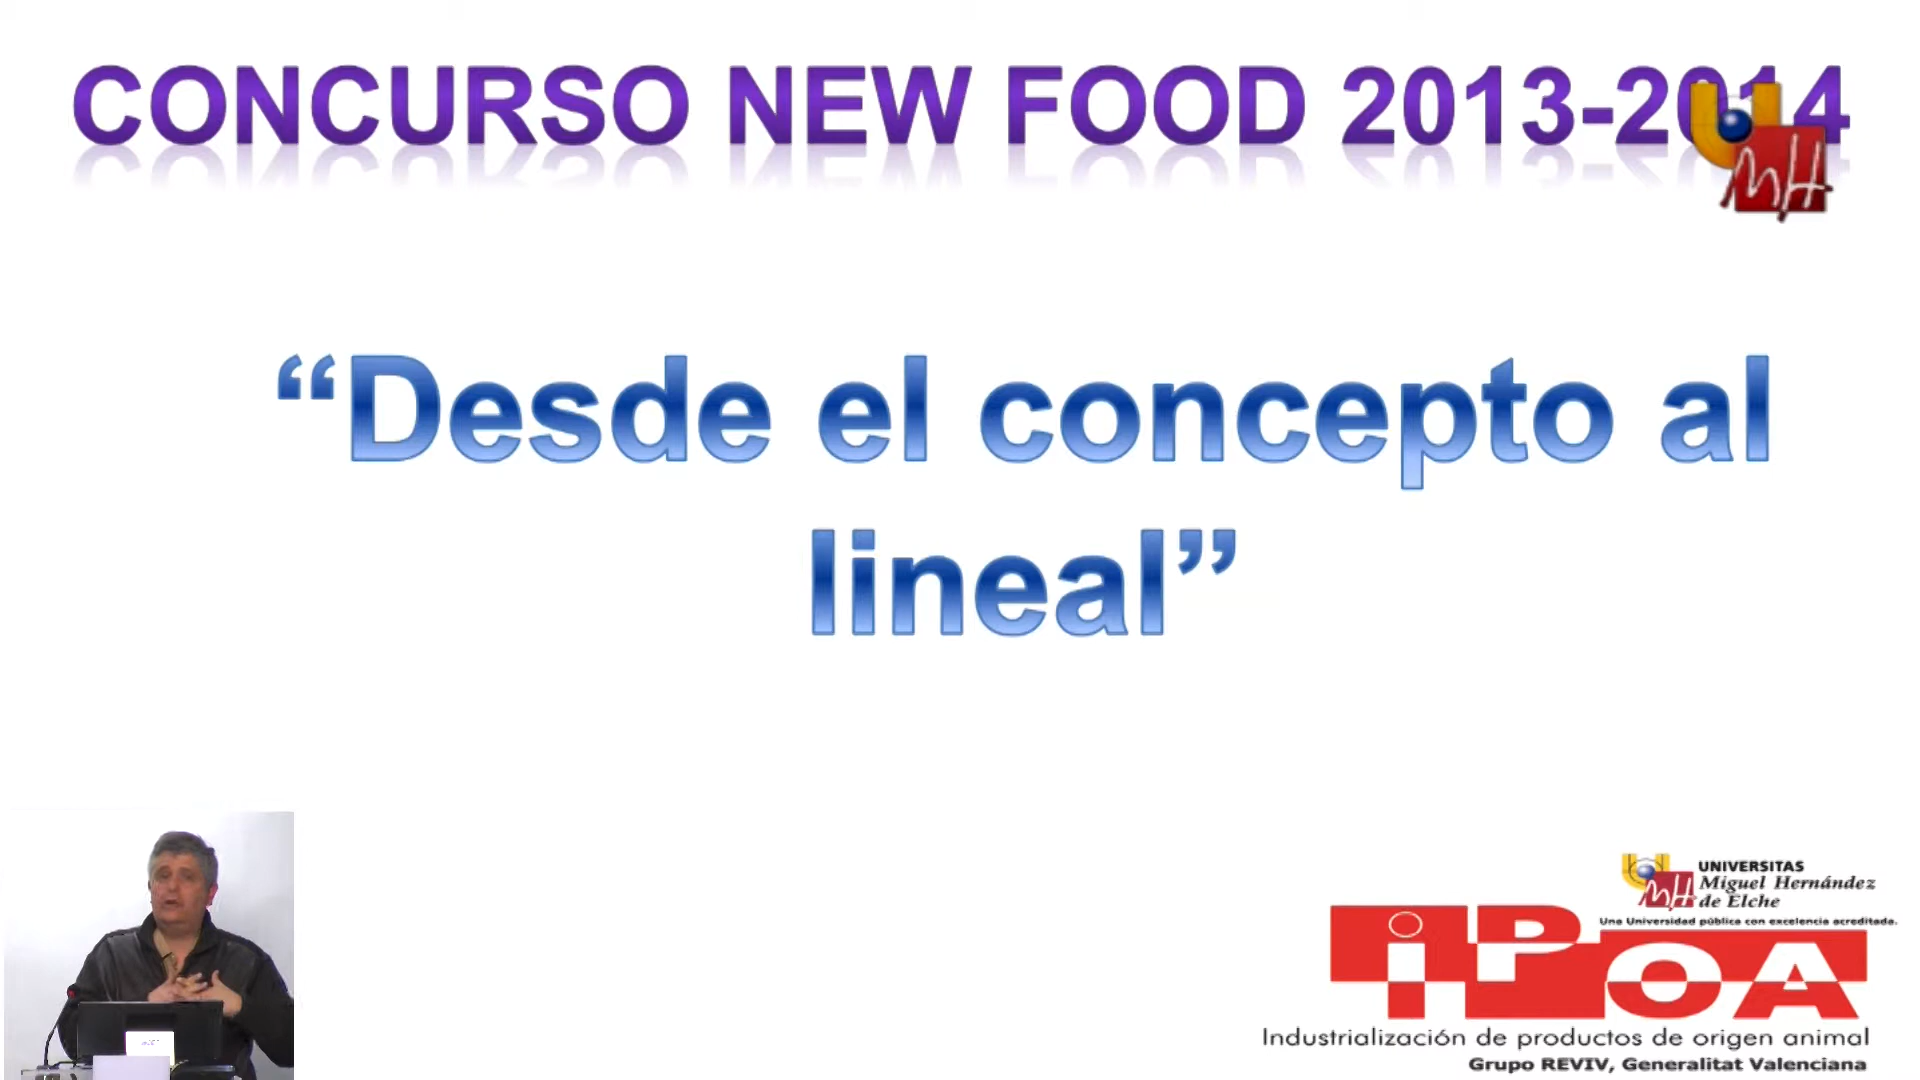 CONCURSO NEW FOOD 2013-2014
“Desde el concepto al
lineal”
UNIVERSITAS
Miguel Hernández
de Elche
Una Universidad pública con excelencia acreditada.
iPOA
Industrialización de productos de origen animal
Grupo REVIV, Generalitat Valenciana